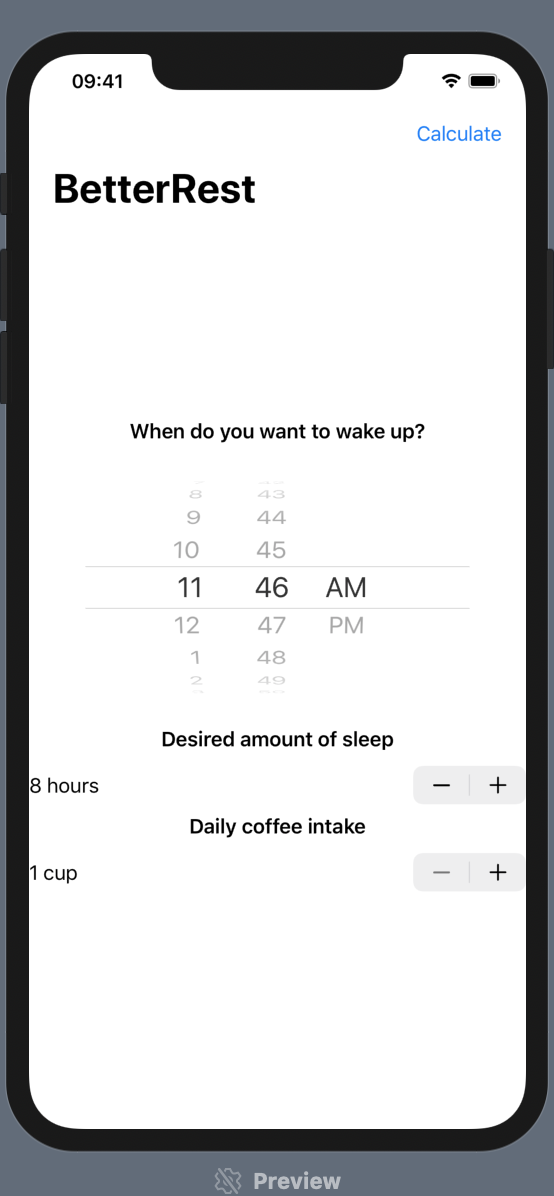 09:41
Calculate
BetterRest
When do you want to wake up?
8 43
9 44
10 45
11 46 AM
12 47 PM
1 48
2 49
Desired amount of sleep
8 hours − +
Daily coffee intake
1 cup − +
Preview